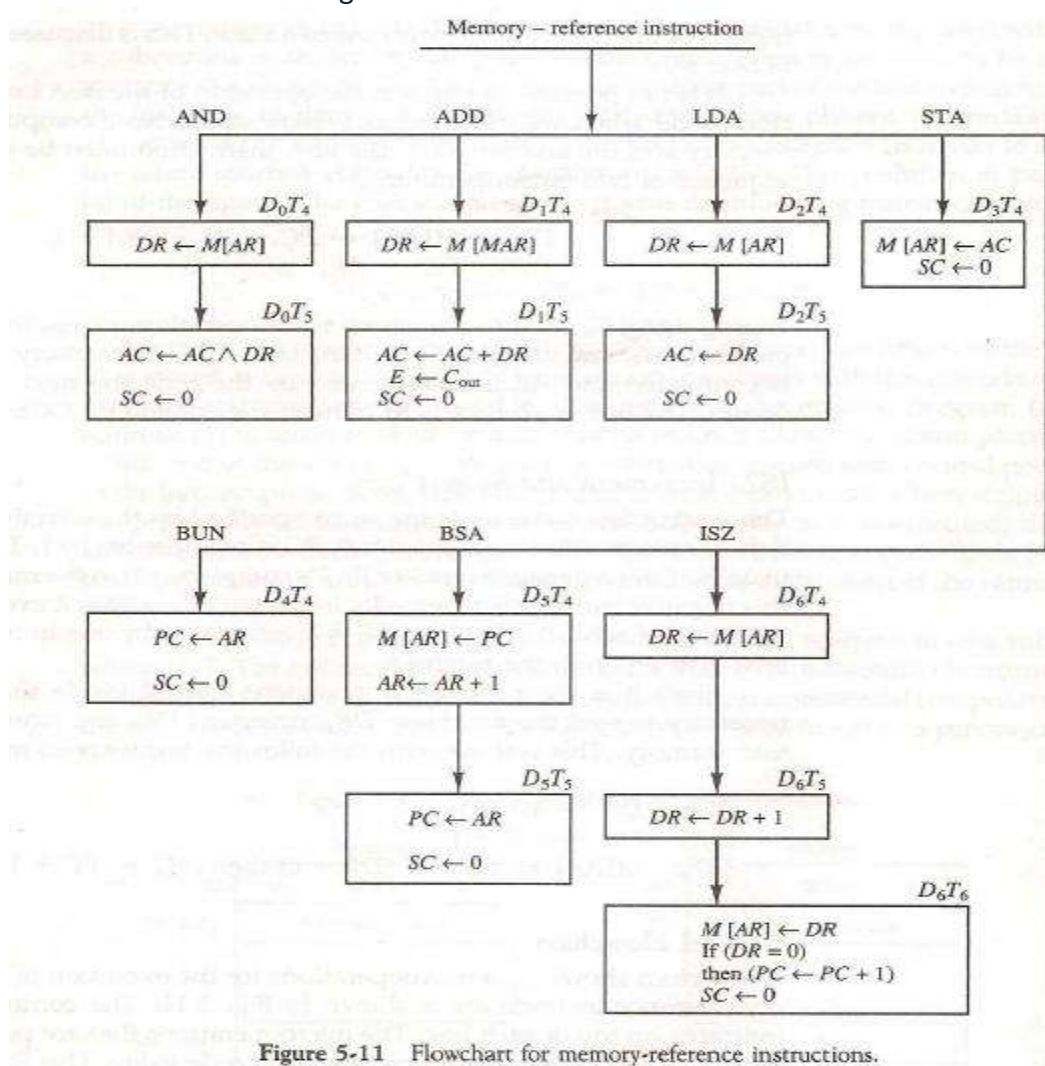 Memory – reference instruction
AND ADD LDA STA
D₀T₄ D₁T₄ D₂T₄ D₃T₄
DR ← M[AR]
DR ← M [MAR]
DR ← M [AR]
M [AR] ← AC
SC ← 0
D₀T₅ D₁T₅ D₂T₅
AC ← AC ∧ DR
SC ← 0
AC ← AC + DR
E ← Cout
SC ← 0
AC ← DR
SC ← 0
BUN BSA ISZ
D₄T₄ D₅T₄ D₆T₄
PC ← AR
SC ← 0
M [AR] ← PC
AR ← AR + 1
DR ← M [AR]
D₅T₅ D₆T₅
PC ← AR
SC ← 0
DR ← DR + 1
D₆T₆
M [AR] ← DR
If (DR = 0)
then (PC ← PC + 1)
SC ← 0
Figure 5-11 Flowchart for memory-reference instructions.